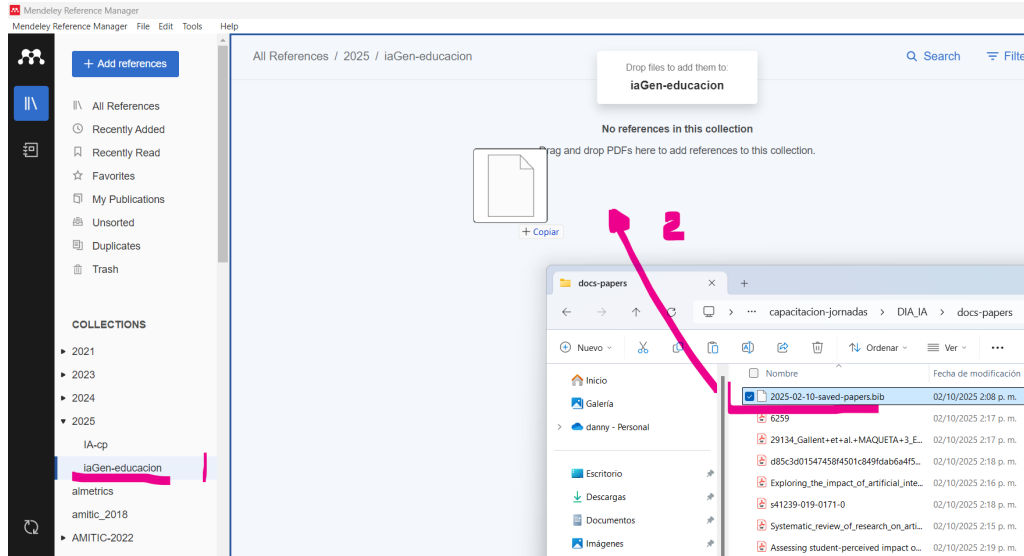 Mendeley Reference Manager
Mendeley Reference Manager File Edit Tools Help
+ Add references
All References
Recently Added
Recently Read
Favorites
My Publications
Unsorted
Duplicates
Trash
COLLECTIONS
2021
2023
2024
2025
IA-cp
iaGen-educacion
almetrics
amitic_2018
AMITIC-2022
All References / 2025 / iaGen-educacion
Search
Filte
Drop files to add them to:
iaGen-educacion
No references in this collection
Drag and drop PDFs here to add references to this collection.
+ Copiar
2
docs-papers
capacitacion-jornadas > DIA_IA > docs-papers
Nuevo
Ordenar
Ver
Inicio
Galería
danny - Personal
Escritorio
Descargas
Documentos
Imágenes
Nombre Fecha de modificación
2025-02-10-saved-papers.bib 02/10/2025 2:08 p. m.
6259 02/10/2025 2:17 p. m.
29134_Gallent+et+al.+MAQUETA+3_E... 02/10/2025 2:17 p. m.
d85c3d01547458f4501c849fdab6a4f5... 02/10/2025 2:18 p. m.
Exploring_the_impact_of_artificial_inte... 02/10/2025 2:16 p. m.
s41239-019-0171-0 02/10/2025 2:18 p. m.
Systematic_review_of_research_on_arti... 02/10/2025 2:15 p. m.
Assessing student-perceived impact o... 02/10/2025 2:19 p. m.